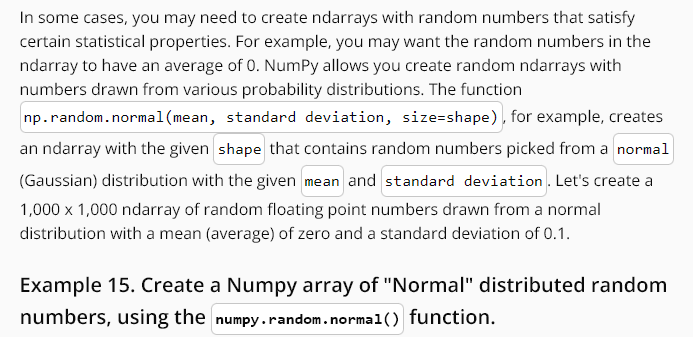 In some cases, you may need to create ndarrays with random numbers that satisfy
certain statistical properties. For example, you may want the random numbers in the
ndarray to have an average of 0. NumPy allows you create random ndarrays with
numbers drawn from various probability distributions. The function
np.random.normal(mean, standard deviation, size=shape) , for example, creates
an ndarray with the given shape that contains random numbers picked from a normal
(Gaussian) distribution with the given mean and standard deviation . Let's create a
1,000 x 1,000 ndarray of random floating point numbers drawn from a normal
distribution with a mean (average) of zero and a standard deviation of 0.1.
Example 15. Create a Numpy array of "Normal" distributed random
numbers, using the numpy.random.normal() function.